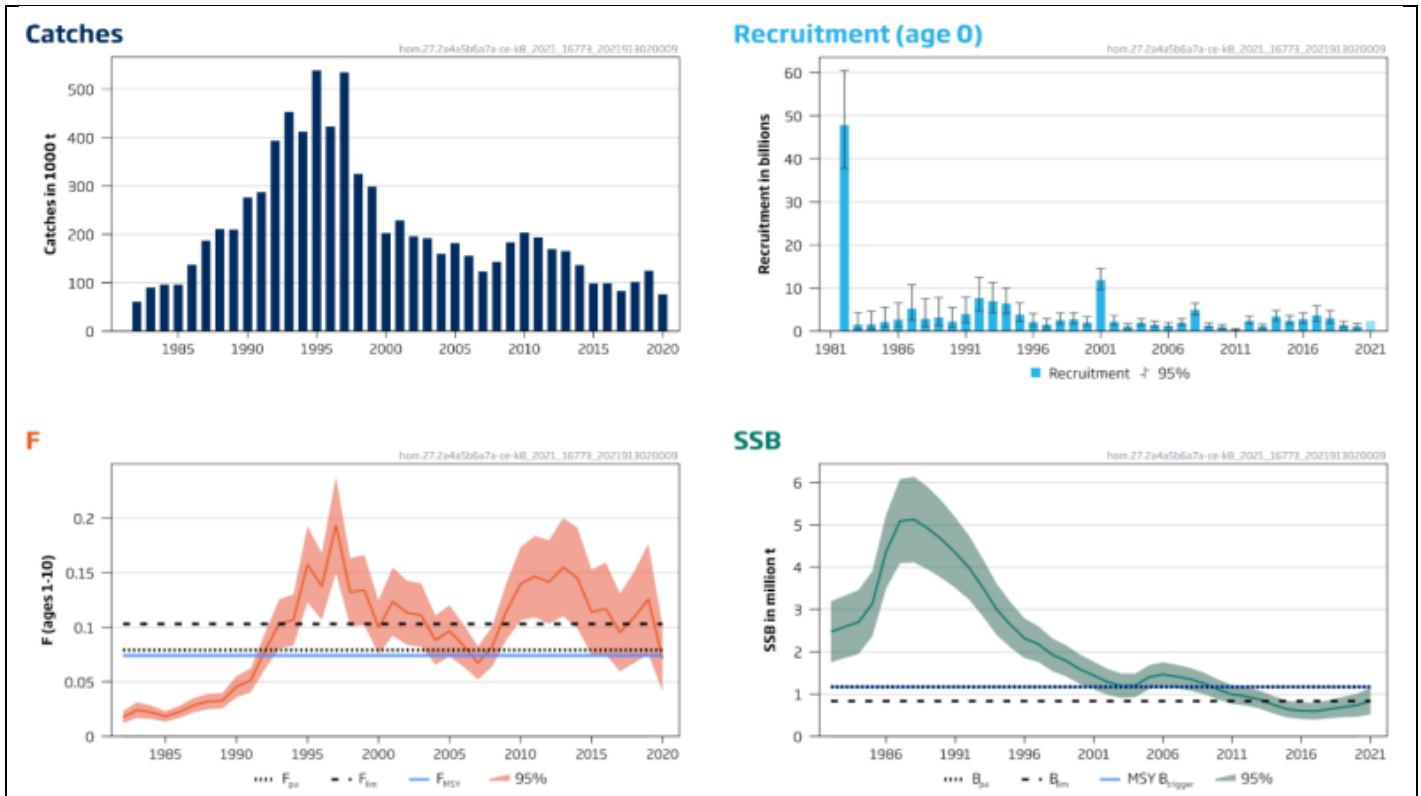 Catches
hom.27.2a4a5b6a7a-ce-k8_2021_16773_2021913020009
Catches in 1000 t
500
400
300
200
100
0
1985 1990 1995 2000 2005 2010 2015 2020
Recruitment (age 0)
hom.27.2a4a5b6a7a-ce-k8_2021_16773_2021913020009
Recruitment in billions
60
50
40
30
20
10
0
1981 1986 1991 1996 2001 2006 2011 2016 2021
Recruitment 95%
F
hom.27.2a4a5b6a7a-ce-k8_2021_16773_2021913020009
F (ages 1-10)
0.2
0.15
0.1
0.05
0
1985 1990 1995 2000 2005 2010 2015 2020
Fpa Flim FMSY 95%
SSB
hom.27.2a4a5b6a7a-ce-k8_2021_16773_2021913020009
SSB in million t
6
5
4
3
2
1
0
1986 1991 1996 2001 2006 2011 2016 2021
Bpa Blim MSY Btrigger 95%